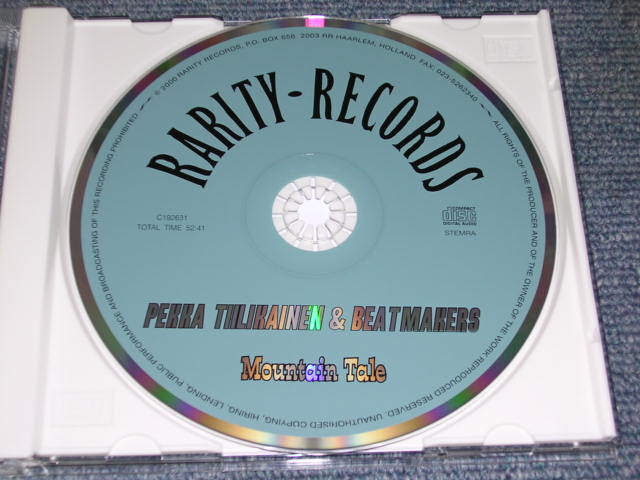 RARITY-RECORDS
© 2000 RARITY RECORDS, P.O. BOX 656 2003 RR HAARLEM, HOLLAND FAX: 023-5262340
ALL RIGHTS OF THE PRODUCER AND OF THE OWNER OF THE WORK REPRODUCED RESERVED. UNAUTHORISED COPYING, HIRING, LENDING, PUBLIC PERFORMANCE AND BROADCASTING OF THIS RECORDING PROHIBITED
C192631
TOTAL TIME 52:41
COMPACT
disc
DIGITAL AUDIO
STEMRA
PEKKA TIILIKAINEN & BEATMAKERS
Mountain Tale